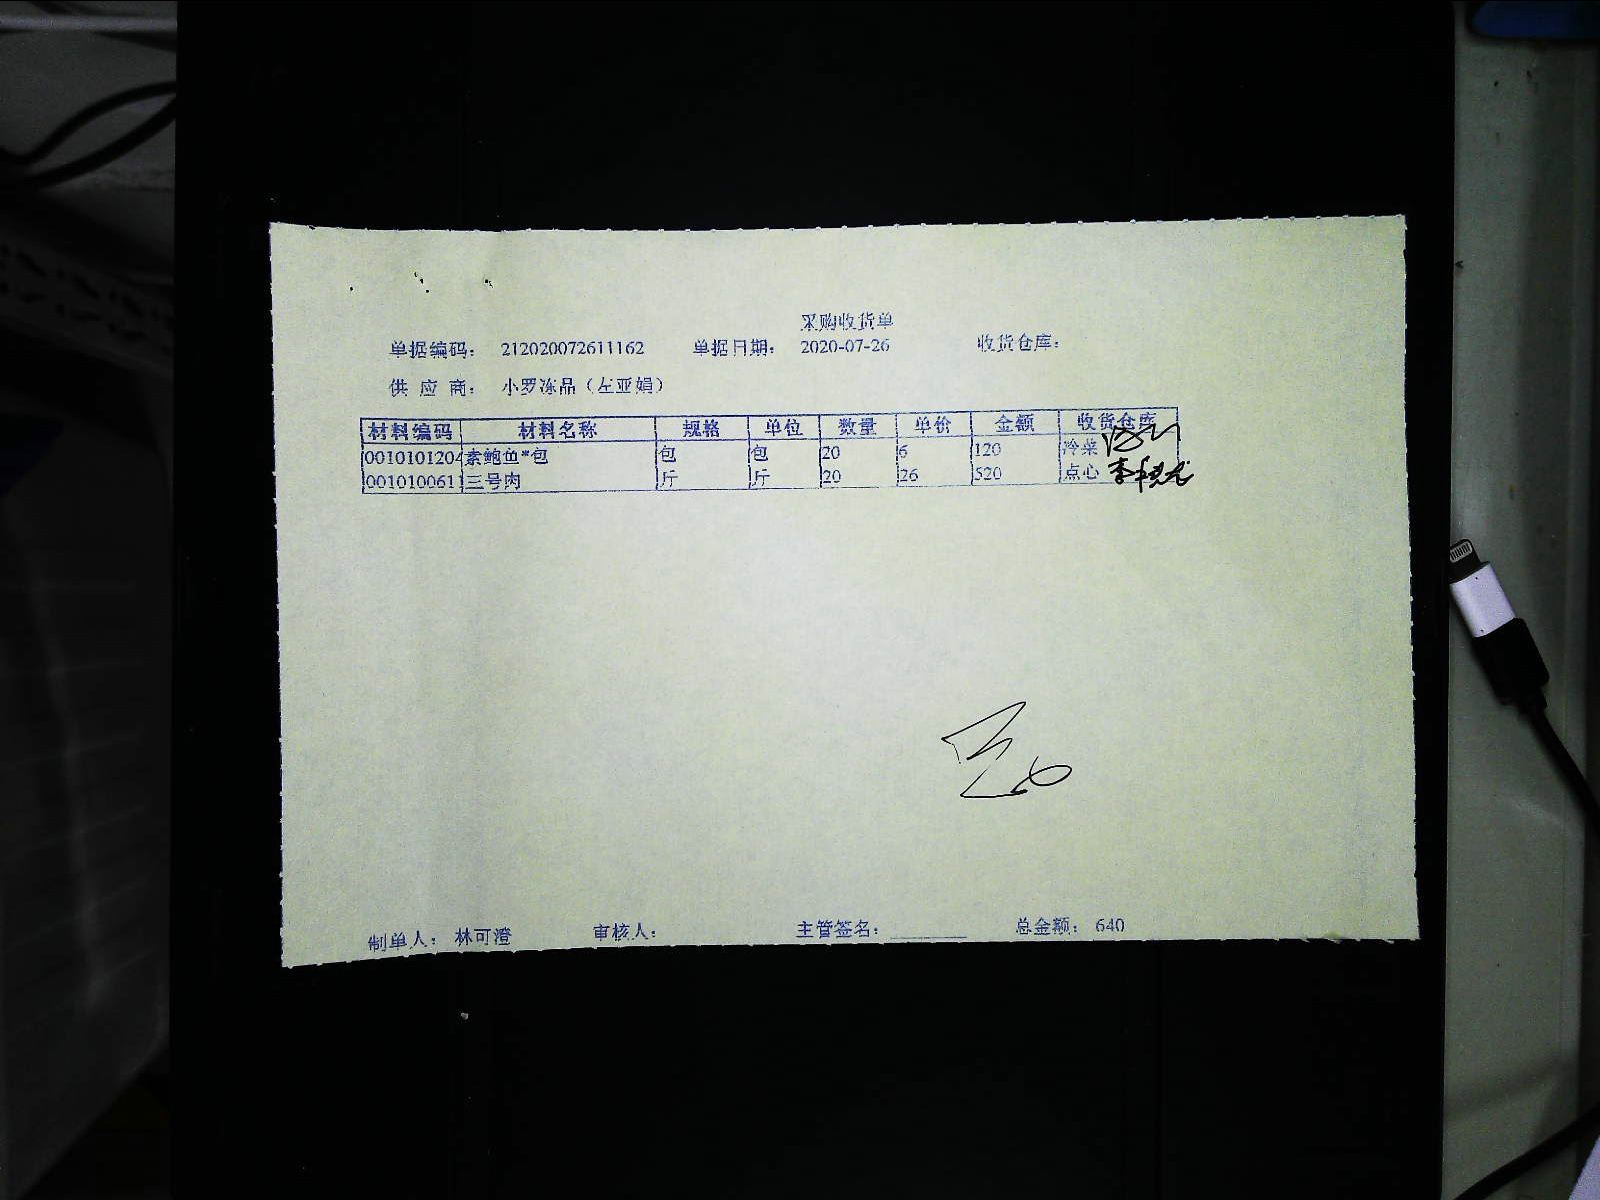 采购收货单
单据编码： 212020072611162 单据日期： 2020-07-26 收货仓库：
供 应 商： 小罗冻品（左亚娟）
材料编码 材料名称 规格 单位 数量 单价 金额 收货仓库
0010101204 素鲍鱼*包 包 包 20 6 120 冷菜
001010061 三号肉 斤 斤 20 26 520 点心
制单人： 林可澄 审核人： 主管签名： 总金额： 640